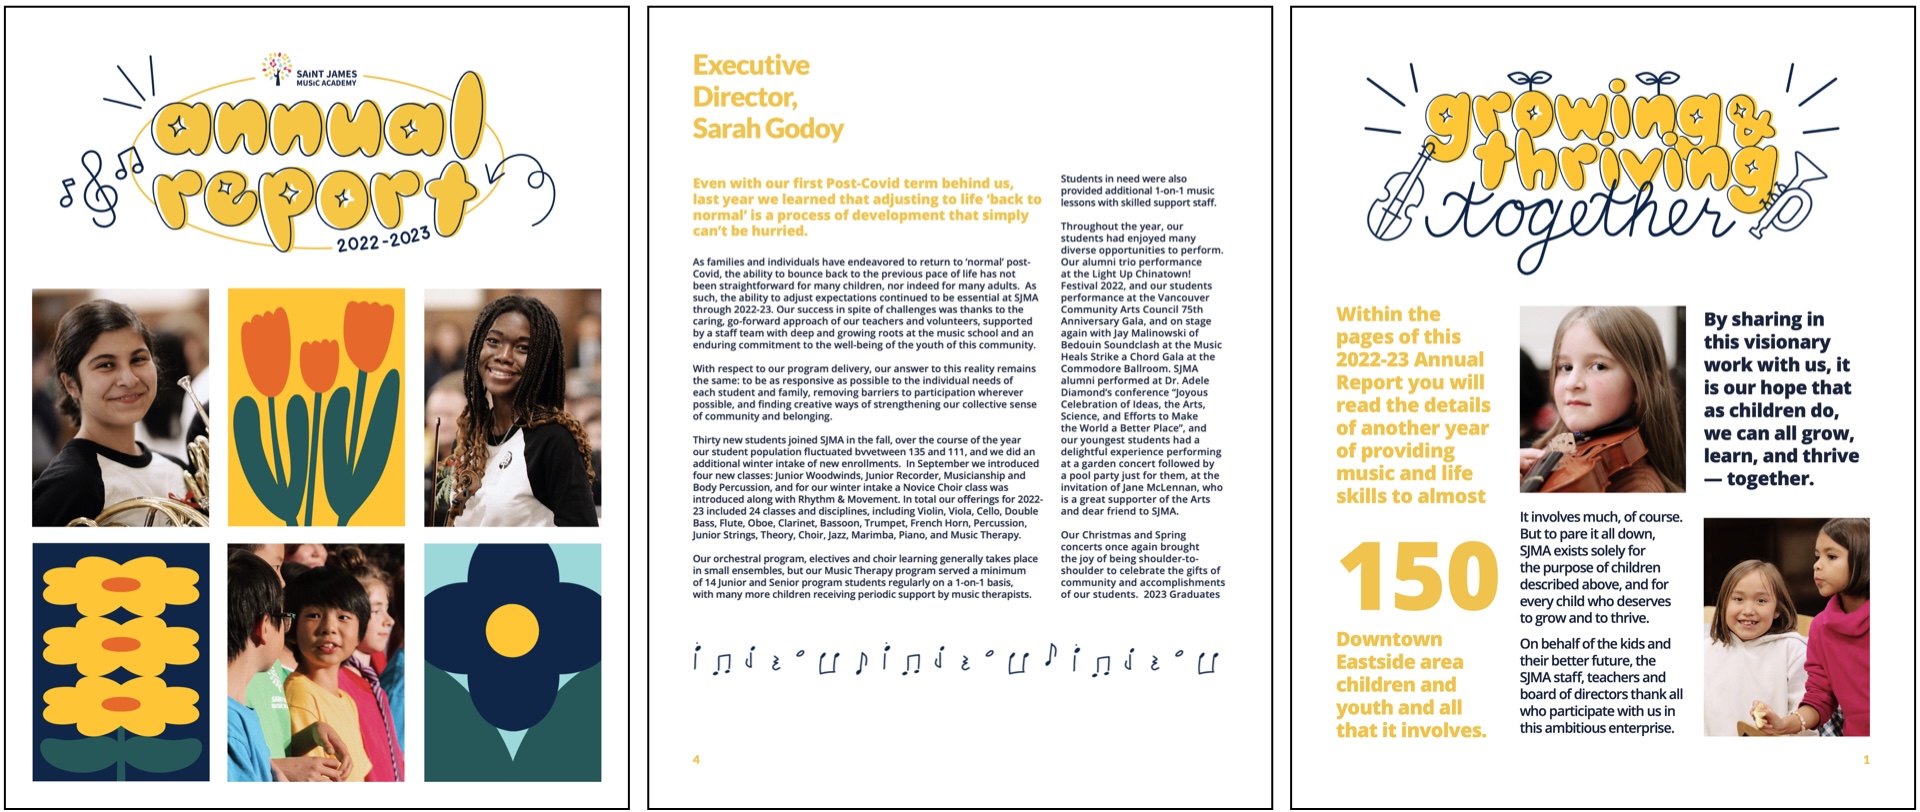 SAiNT JAMES
MUSiC ACADEMY
annual
report
2022-2023
Executive
Director,
Sarah Godoy
Even with our first Post-Covid term behind us,
last year we learned that adjusting to life ‘back to
normal’ is a process of development that simply
can’t be hurried.
As families and individuals have endeavored to return to ‘normal’ post-
Covid, the ability to bounce back to the previous pace of life has not
been straightforward for many children, nor indeed for many adults.  As
such, the ability to adjust expectations continued to be essential at SJMA
through 2022-23. Our success in spite of challenges was thanks to the
caring, go-forward approach of our teachers and volunteers, supported
by a staff team with deep and growing roots at the music school and an
enduring commitment to the well-being of the youth of this community.
With respect to our program delivery, our answer to this reality remains
the same: to be as responsive as possible to the individual needs of
each student and family, removing barriers to participation wherever
possible, and finding creative ways of strengthening our collective sense
of community and belonging.
Thirty new students joined SJMA in the fall, over the course of the year
our student population fluctuated bvvetween 135 and 111, and we did an
additional winter intake of new enrollments.  In September we introduced
four new classes: Junior Woodwinds, Junior Recorder, Musicianship and
Body Percussion, and for our winter intake a Novice Choir class was
introduced along with Rhythm & Movement. In total our offerings for 2022-
23 included 24 classes and disciplines, including Violin, Viola, Cello, Double
Bass, Flute, Oboe, Clarinet, Bassoon, Trumpet, French Horn, Percussion,
Junior Strings, Theory, Choir, Jazz, Marimba, Piano, and Music Therapy.
Our orchestral program, electives and choir learning generally takes place
in small ensembles, but our Music Therapy program served a minimum
of 14 Junior and Senior program students regularly on a 1-on-1 basis,
with many more children receiving periodic support by music therapists.
Students in need were also
provided additional 1-on-1 music
lessons with skilled support staff.
Throughout the year, our
students had enjoyed many
diverse opportunities to perform.
Our alumni trio performance
at the Light Up Chinatown!
Festival 2022, and our students
performance at the Vancouver
Community Arts Council 75th
Anniversary Gala, and on stage
again with Jay Malinowski of
Bedouin Soundclash at the Music
Heals Strike a Chord Gala at the
Commodore Ballroom. SJMA
alumni performed at Dr. Adele
Diamond’s conference “Joyous
Celebration of Ideas, the Arts,
Science, and Efforts to Make
the World a Better Place”, and
our youngest students had a
delightful experience performing
at a garden concert followed by
a pool party just for them, at the
invitation of Jane McLennan, who
is a great supporter of the Arts
and dear friend to SJMA.
Our Christmas and Spring
concerts once again brought
the joy of being shoulder-to-
shoulder to celebrate the gifts of
community and accomplishments
of our students.  2023 Graduates
4
growing &
thriving
together
Within the
pages of this
2022-23 Annual
Report you will
read the details
of another year
of providing
music and life
skills to almost
150
Downtown
Eastside area
children and
youth and all
that it involves.
It involves much, of course.
But to pare it all down,
SJMA exists solely for
the purpose of children
described above, and for
every child who deserves
to grow and to thrive.
On behalf of the kids and
their better future, the
SJMA staff, teachers and
board of directors thank all
who participate with us in
this ambitious enterprise.
By sharing in
this visionary
work with us, it
is our hope that
as children do,
we can all grow,
learn, and thrive
— together.
1